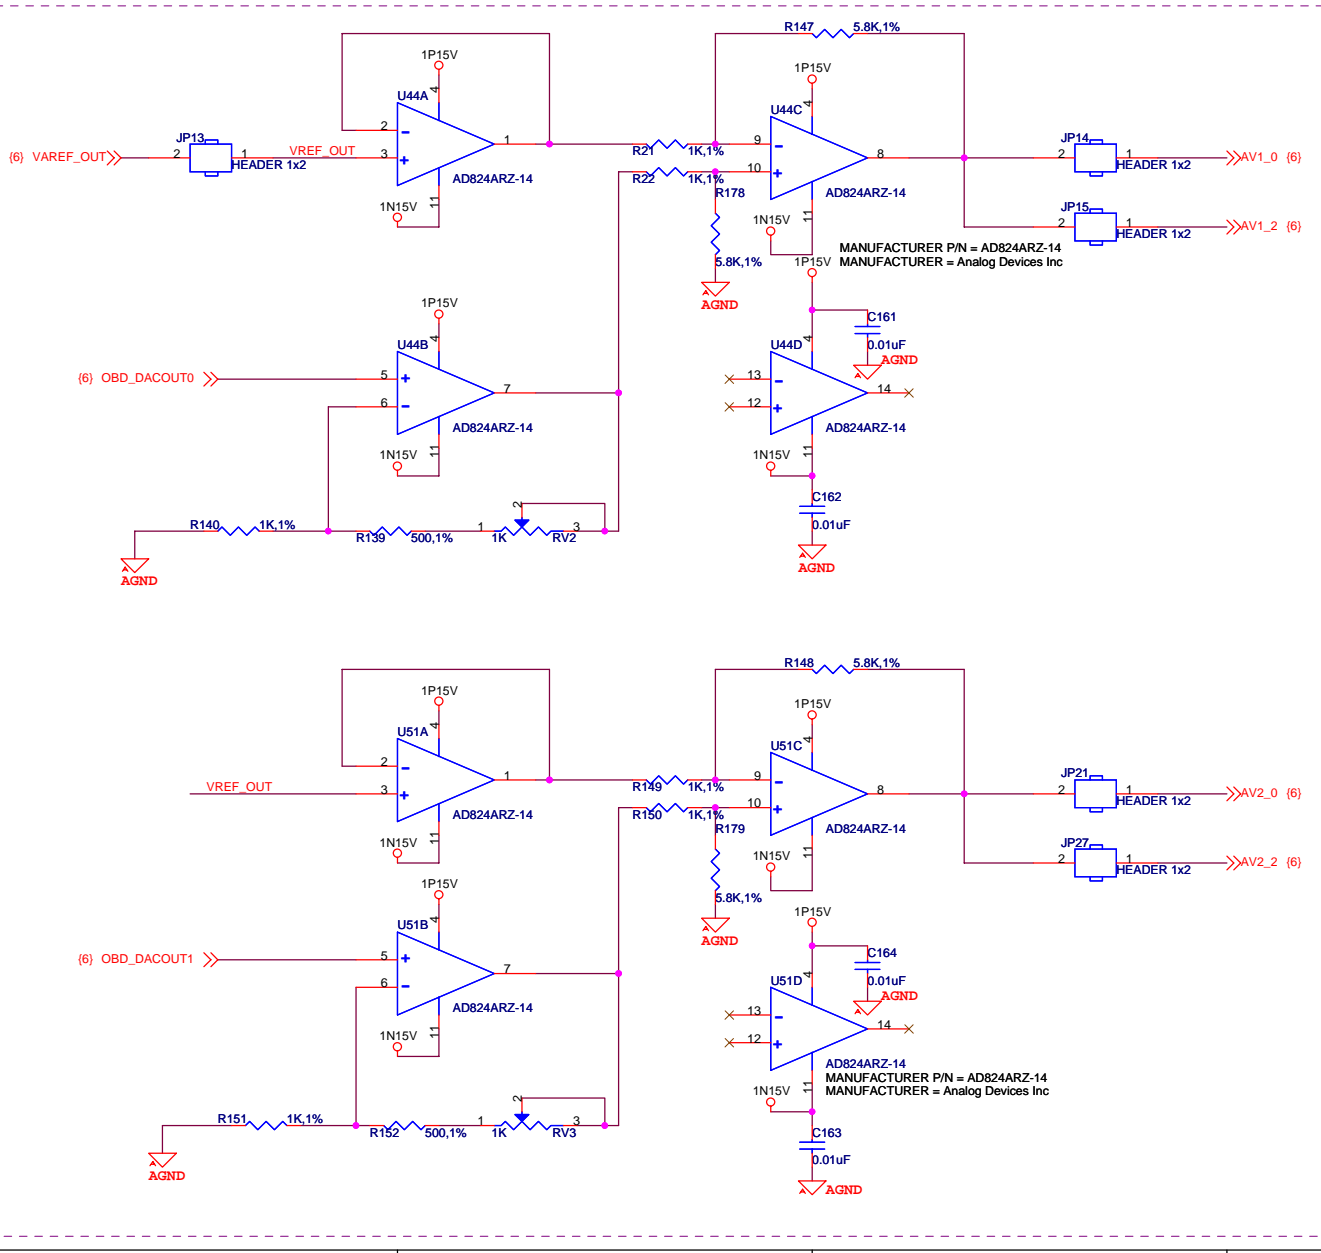 R147 5.8K,1%
1P15V
4
U44A
2
3
1
AD824ARZ-14
1N15V
11
{6} VAREF_OUT
JP13
2 1
HEADER 1x2
VREF_OUT
R21 1K,1%
R22 1K,1%
R178
5.8K,1%
AGND
1P15V
4
U44C
9
10
8
AD824ARZ-14
1N15V
11
MANUFACTURER P/N = AD824ARZ-14
MANUFACTURER = Analog Devices Inc
JP14
2 1
HEADER 1x2
AV1_0 {6}
JP15
2 1
HEADER 1x2
AV1_2 {6}
1P15V
4
U44B
{6} OBD_DACOUT0
5
6
7
AD824ARZ-14
1N15V
11
R140 1K,1%
AGND
R139 500,1%
1 2 3
1K RV2
1P15V
C161
0.01uF
AGND
4
U44D
13
12
14
AD824ARZ-14
1N15V
11
C162
0.01uF
AGND
R148 5.8K,1%
1P15V
4
U51A
VREF_OUT
2
3
1
AD824ARZ-14
1N15V
11
R149 1K,1%
R150 1K,1%
R179
5.8K,1%
AGND
1P15V
4
U51C
9
10
8
AD824ARZ-14
1N15V
11
JP21
2 1
HEADER 1x2
AV2_0 {6}
JP27
2 1
HEADER 1x2
AV2_2 {6}
1P15V
4
U51B
{6} OBD_DACOUT1
5
6
7
AD824ARZ-14
1N15V
11
R151 1K,1%
AGND
R152 500,1%
1 2 3
1K RV3
1P15V
C164
0.01uF
AGND
4
U51D
13
12
14
AD824ARZ-14
MANUFACTURER P/N = AD824ARZ-14
MANUFACTURER = Analog Devices Inc
1N15V
11
C163
0.01uF
AGND